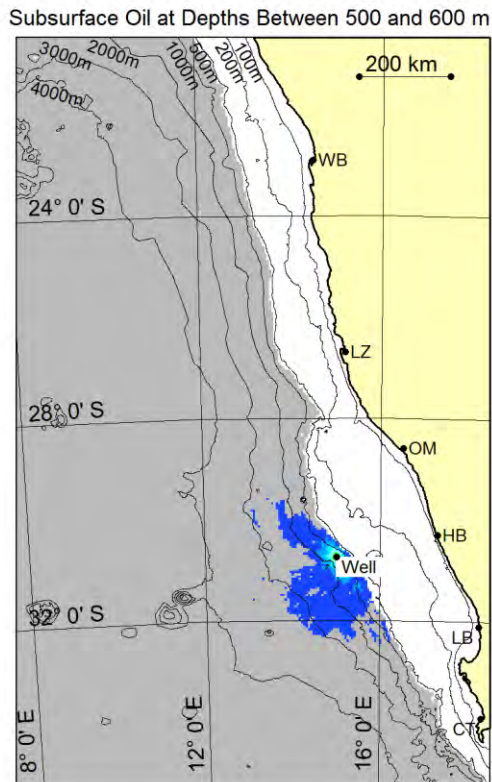 Subsurface Oil at Depths Between 500 and 600 m
3000m
2000m
1000m
500m
200m
100m
4000m
200 km
WB
24° 0' S
LZ
28° 0' S
OM
HB
Well
32° 0' S
LB
CT
8° 0' E
12° 0' E
16° 0' E